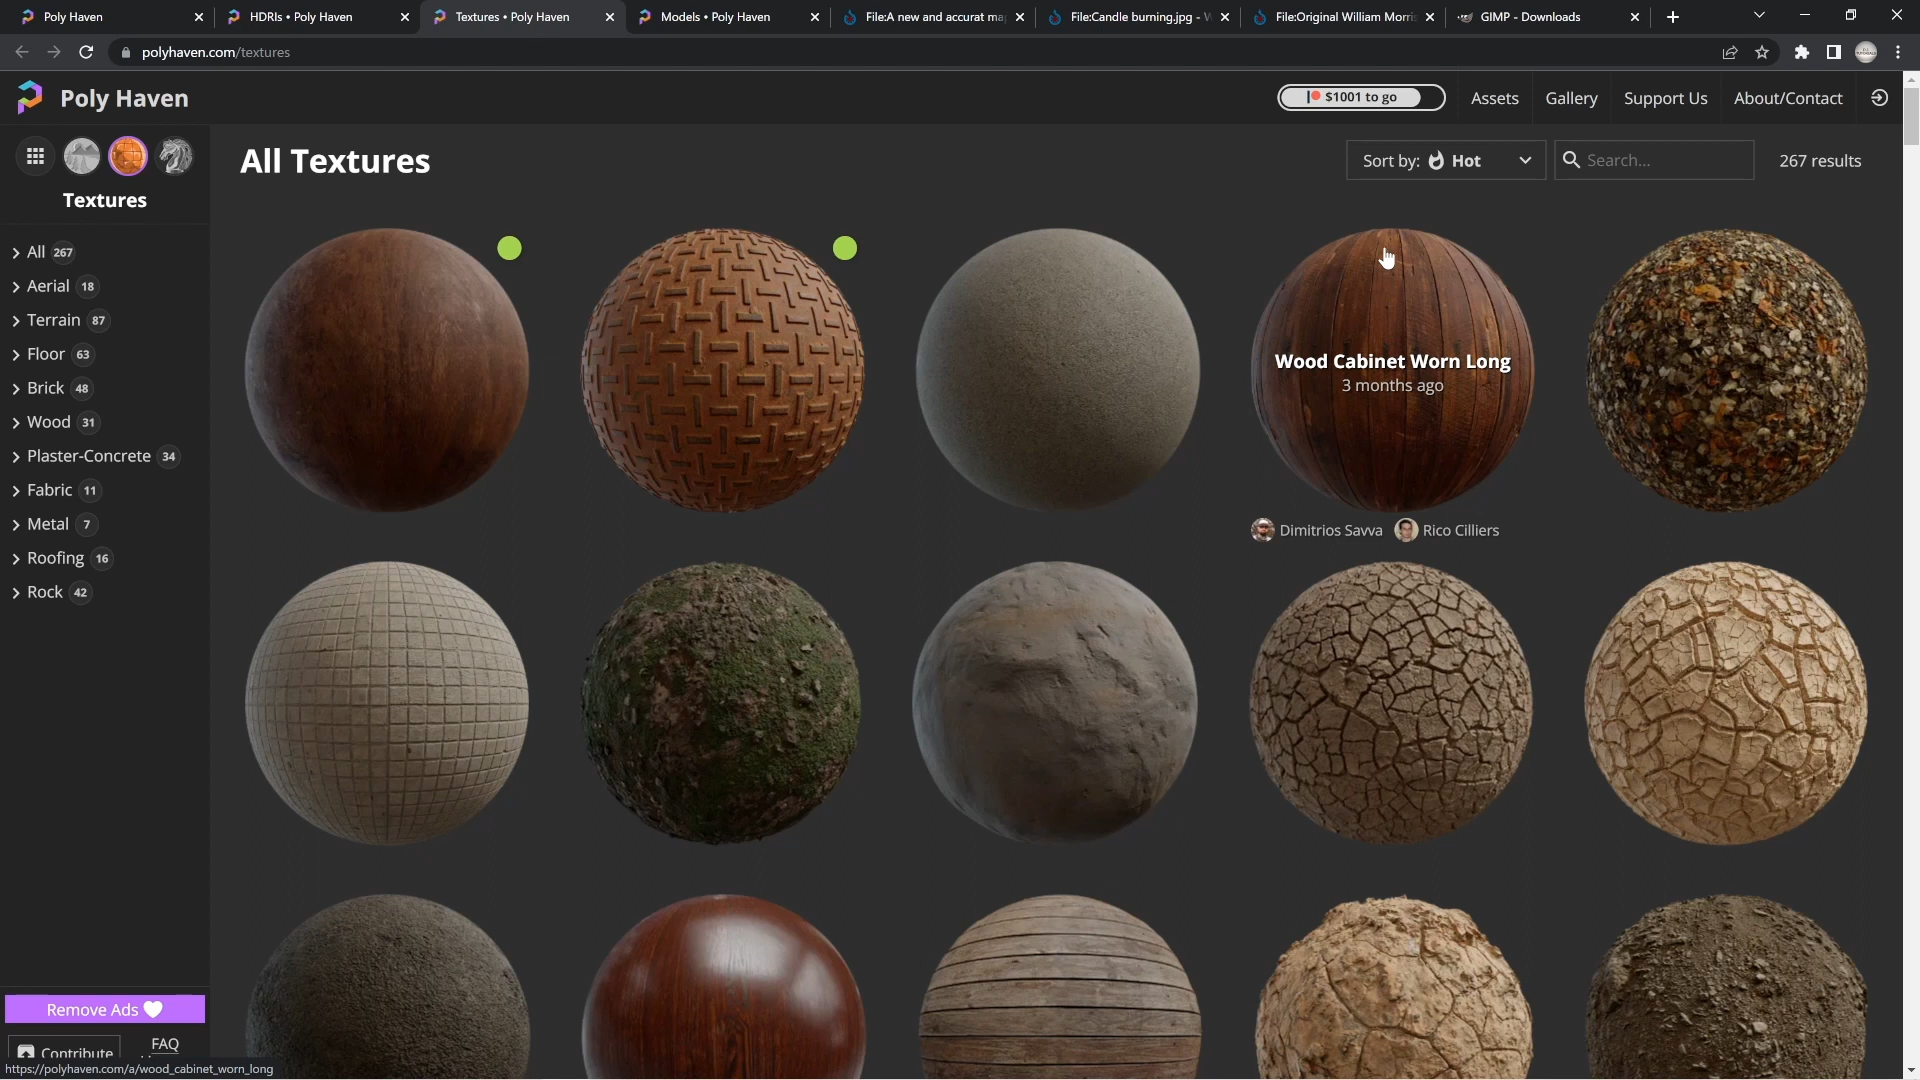 Poly Haven
HDRIs • Poly Haven
Textures • Poly Haven
Models • Poly Haven
File:A new and accurat ma
File:Candle burning.jpg -
File:Original William Morri
GIMP - Downloads
polyhaven.com/textures
Poly Haven
$1001 to go
Assets
Gallery
Support Us
About/Contact
Textures
All 267
Aerial 18
Terrain 87
Floor 63
Brick 48
Wood 31
Plaster-Concrete 34
Fabric 11
Metal 7
Roofing 16
Rock 42
Remove Ads
Contribute
FAQ
All Textures
Sort by: Hot
Search...
267 results
Wood Cabinet Worn Long
3 months ago
Dimitrios Savva Rico Cilliers
https://polyhaven.com/a/wood_cabinet_worn_long